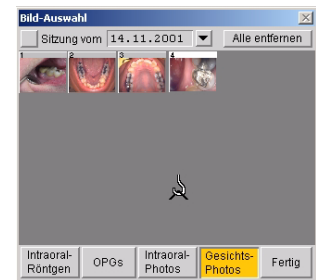 Bild-Auswahl
Sitzung vom 14.11.2001 Alle entfernen
1 2 3 4
Intraoral-Röntgen OPGs Intraoral-Photos Gesichts-Photos Fertig